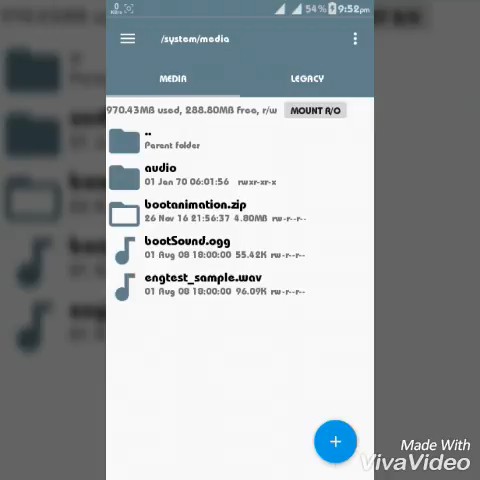 0
K/s
54% 9:52pm
/system/media
MEDIA
LEGACY
970.43MB used, 288.80MB free, r/w
MOUNT R/O
..
Parent folder
audio
01 Jan 70 06:01:56 rwxr-xr-x
bootanimation.zip
26 Nov 16 21:56:37 4.80MB rw-r--r--
bootSound.ogg
01 Aug 08 18:00:00 55.42K rw-r--r--
engtest_sample.wav
01 Aug 08 18:00:00 96.09K rw-r--r--
Made With
VivaVideo